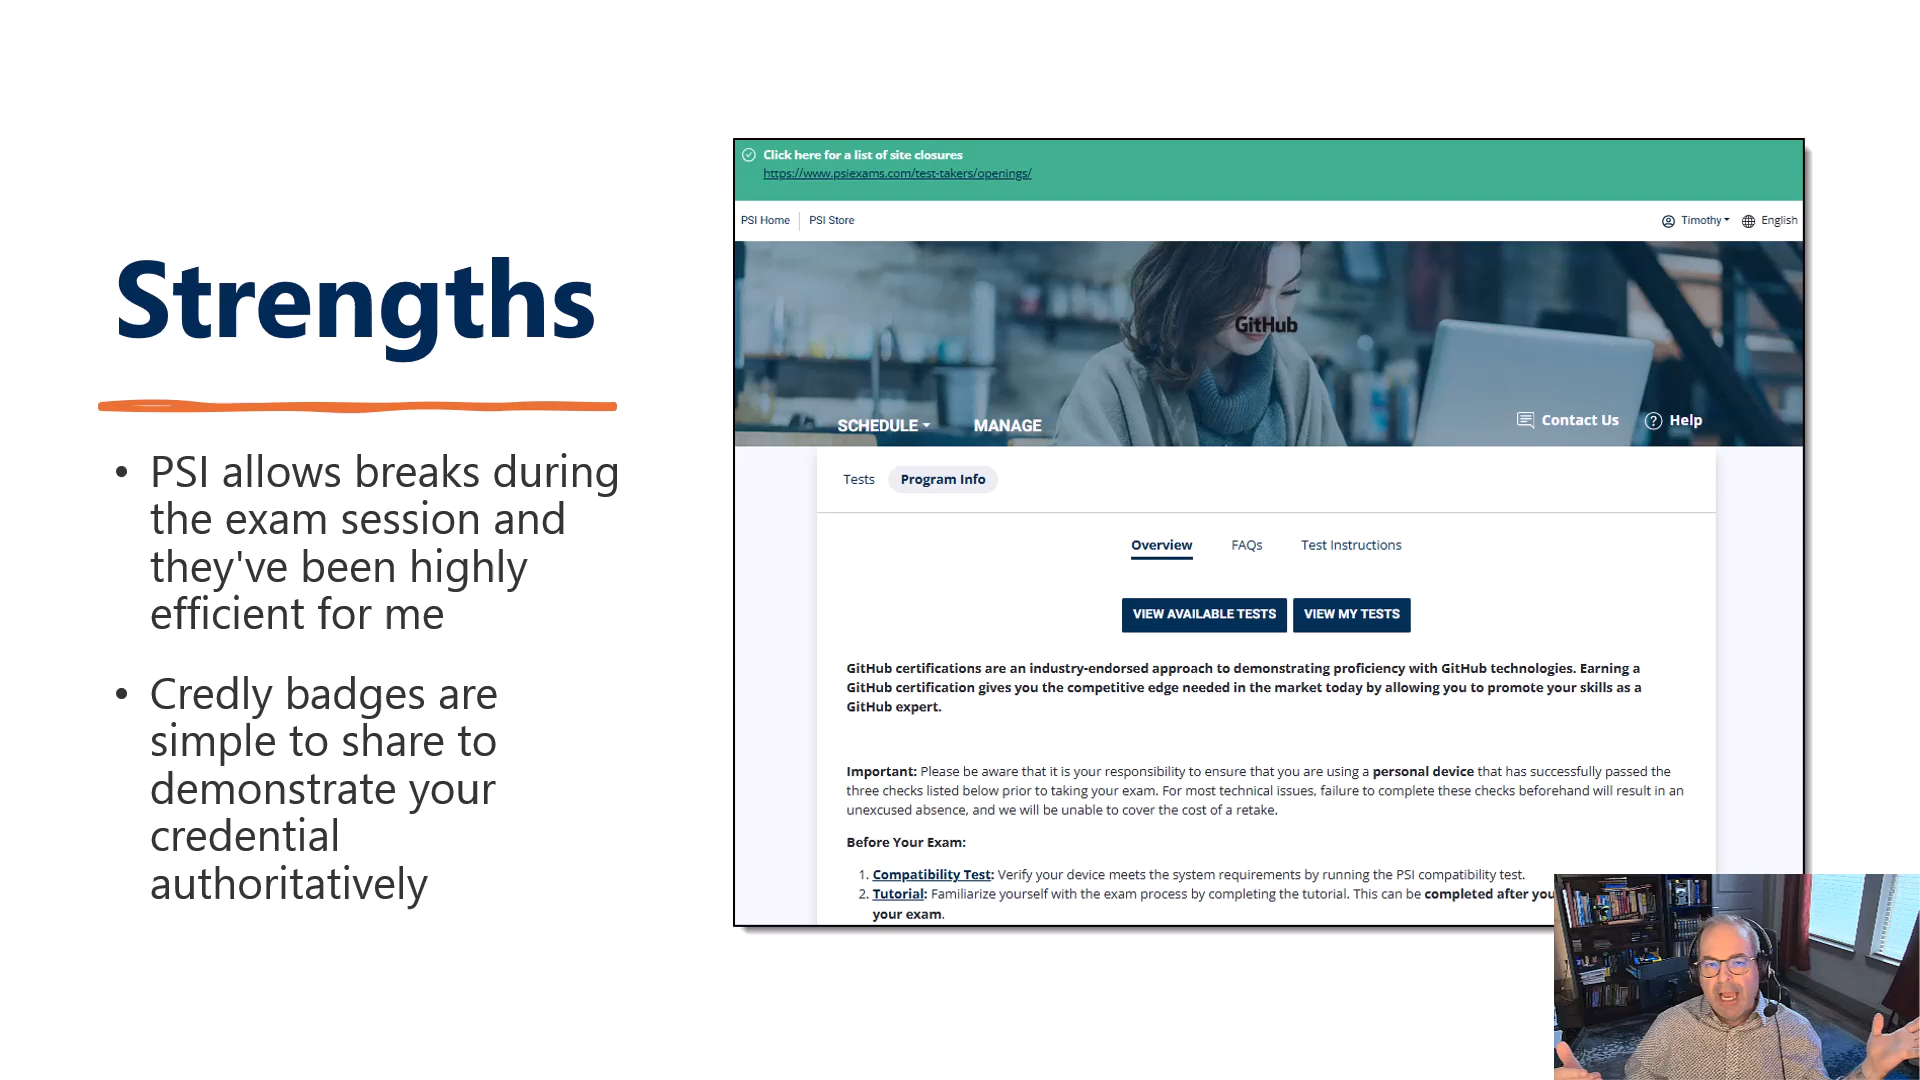 Strengths
• PSI allows breaks during
the exam session and
they've been highly
efficient for me
• Credly badges are
simple to share to
demonstrate your
credential
authoritatively
Click here for a list of site closures
https://www.psiexams.com/test-takers/openings/
PSI Home PSI Store
Timothy English
GitHub
SCHEDULE MANAGE
Contact Us Help
Tests Program Info
Overview FAQs Test Instructions
VIEW AVAILABLE TESTS VIEW MY TESTS
GitHub certifications are an industry-endorsed approach to demonstrating proficiency with GitHub technologies. Earning a
GitHub certification gives you the competitive edge needed in the market today by allowing you to promote your skills as a
GitHub expert.
Important: Please be aware that it is your responsibility to ensure that you are using a personal device that has successfully passed the
three checks listed below prior to taking your exam. For most technical issues, failure to complete these checks beforehand will result in an
unexcused absence, and we will be unable to cover the cost of a retake.
Before Your Exam:
1. Compatibility Test: Verify your device meets the system requirements by running the PSI compatibility test.
2. Tutorial: Familiarize yourself with the exam process by completing the tutorial. This can be completed after you
your exam.